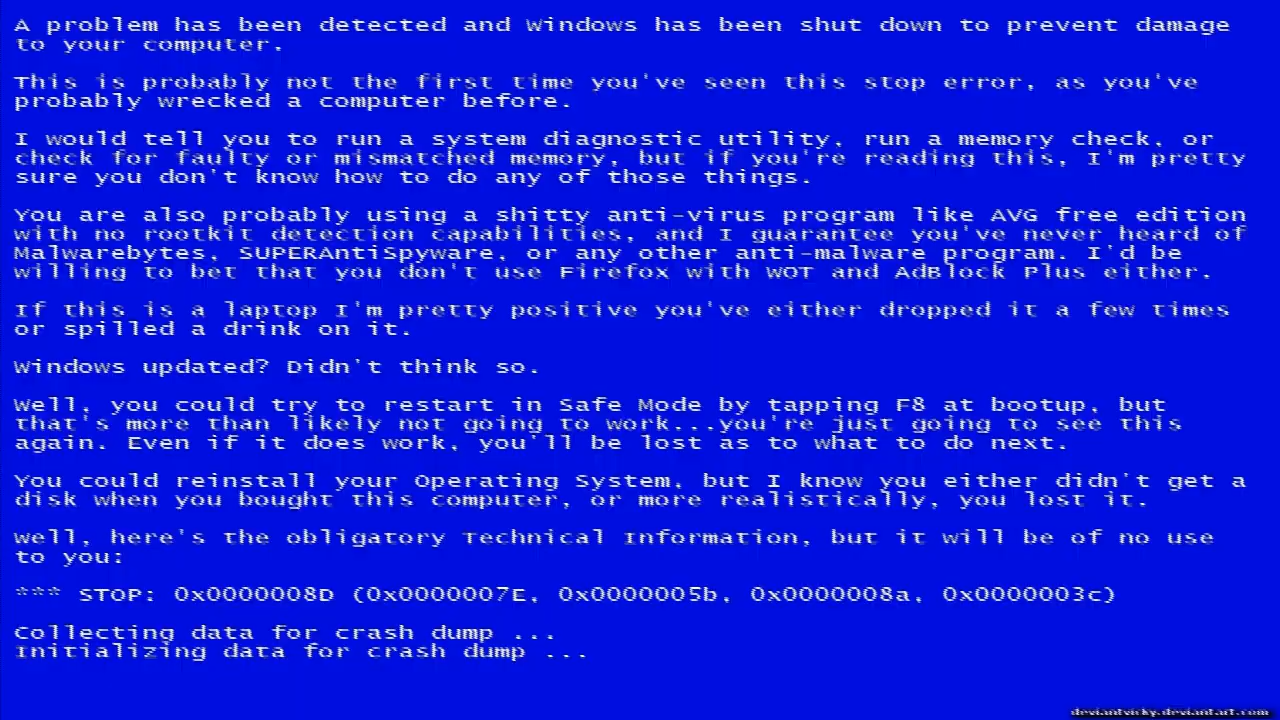 A problem has been detected and Windows has been shut down to prevent damage
to your computer.
This is probably not the first time you've seen this stop error, as you've
probably wrecked a computer before.
I would tell you to run a system diagnostic utility, run a memory check, or
check for faulty or mismatched memory, but if you're reading this, I'm pretty
sure you don't know how to do any of those things.
You are also probably using a shitty anti-virus program like AVG free edition
with no rootkit detection capabilities, and I guarantee you've never heard of
Malwarebytes, SUPERAntiSpyware, or any other anti-malware program. I'd be
willing to bet that you don't use Firefox with WOT and AdBlock Plus either.
If this is a laptop I'm pretty positive you've either dropped it a few times
or spilled a drink on it.
Windows updated? Didn't think so.
Well, you could try to restart in Safe Mode by tapping F8 at bootup, but
that's more than likely not going to work...you're just going to see this
again. Even if it does work, you'll be lost as to what to do next.
You could reinstall your Operating System, but I know you either didn't get a
disk when you bought this computer, or more realistically, you lost it.
Well, here's the obligatory Technical Information, but it will be of no use
to you:
*** STOP: 0x0000008D (0x0000007E, 0x0000005b, 0x0000008a, 0x0000003c)
Collecting data for crash dump ...
Initializing data for crash dump ...